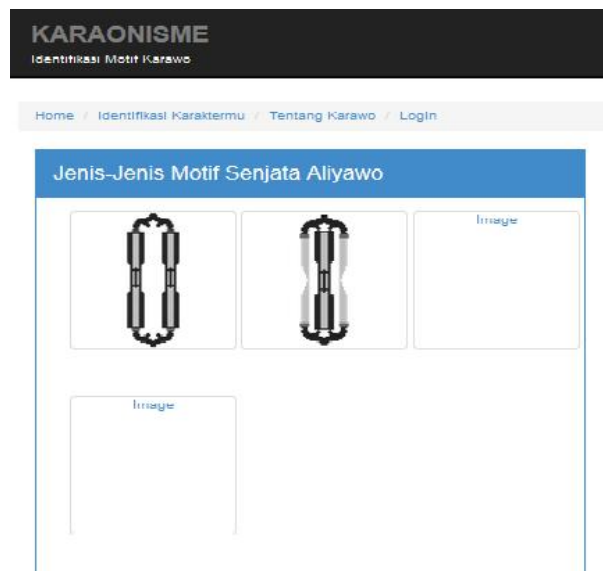 KARAONISME
Identifikasi Motif Karawo
Home / Identifikasi Karaktermu / Tentang Karawo / Login
Jenis-Jenis Motif Senjata Aliyawo
Image
Image